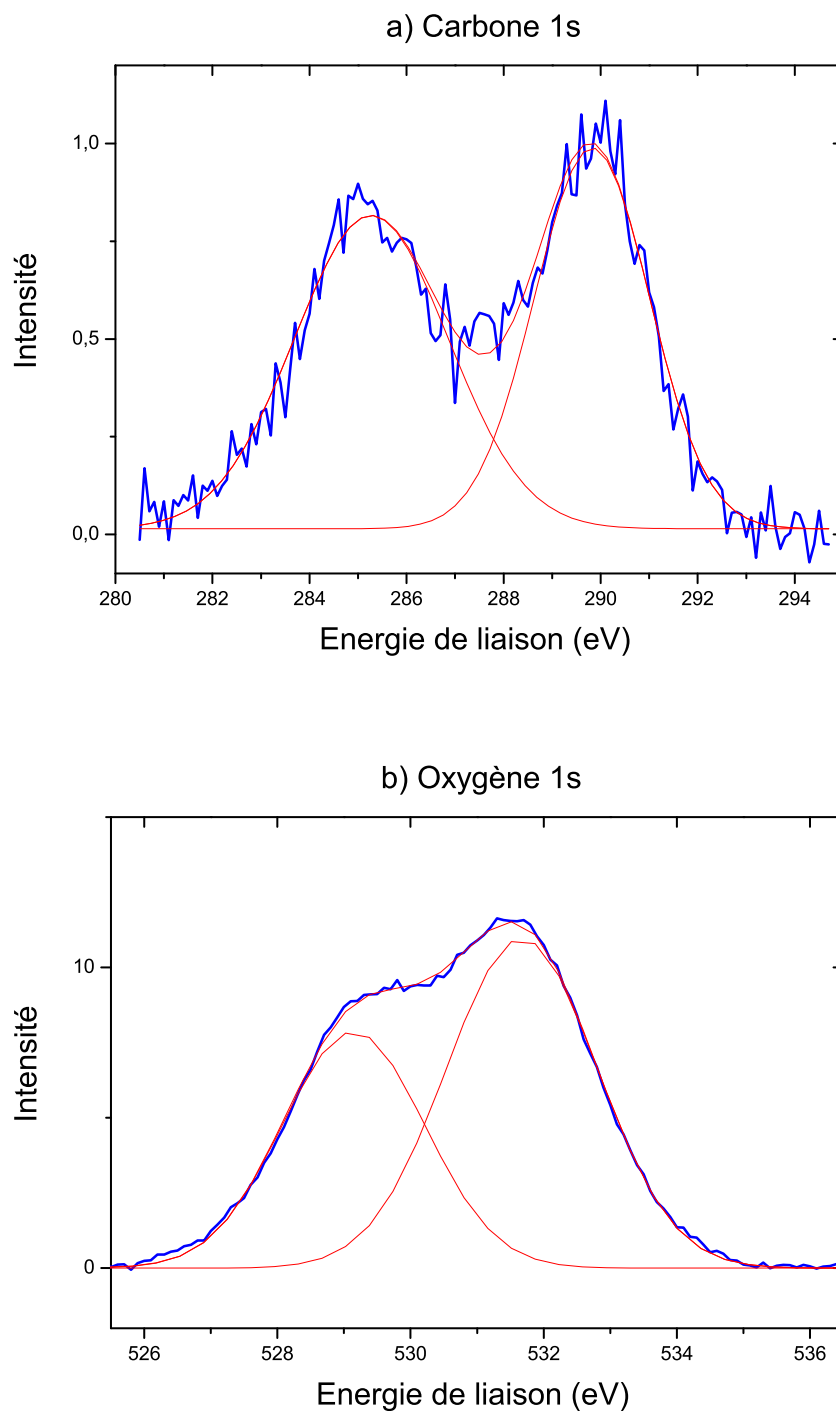 a) Carbone 1s
1,0
0,5
0,0
Intensité
280 282 284 286 288 290 292 294
Energie de liaison (eV)
b) Oxygène 1s
10
0
Intensité
526 528 530 532 534 536
Energie de liaison (eV)